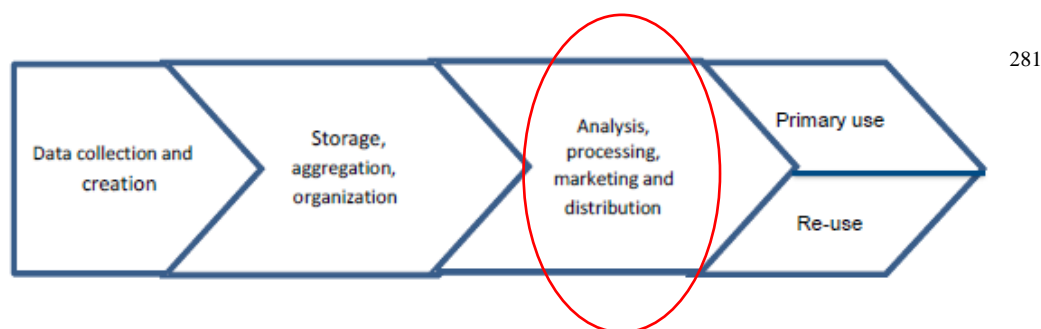 281
Data collection and
creation
Storage,
aggregation,
organization
Analysis,
processing,
marketing and
distribution
Primary use
Re-use